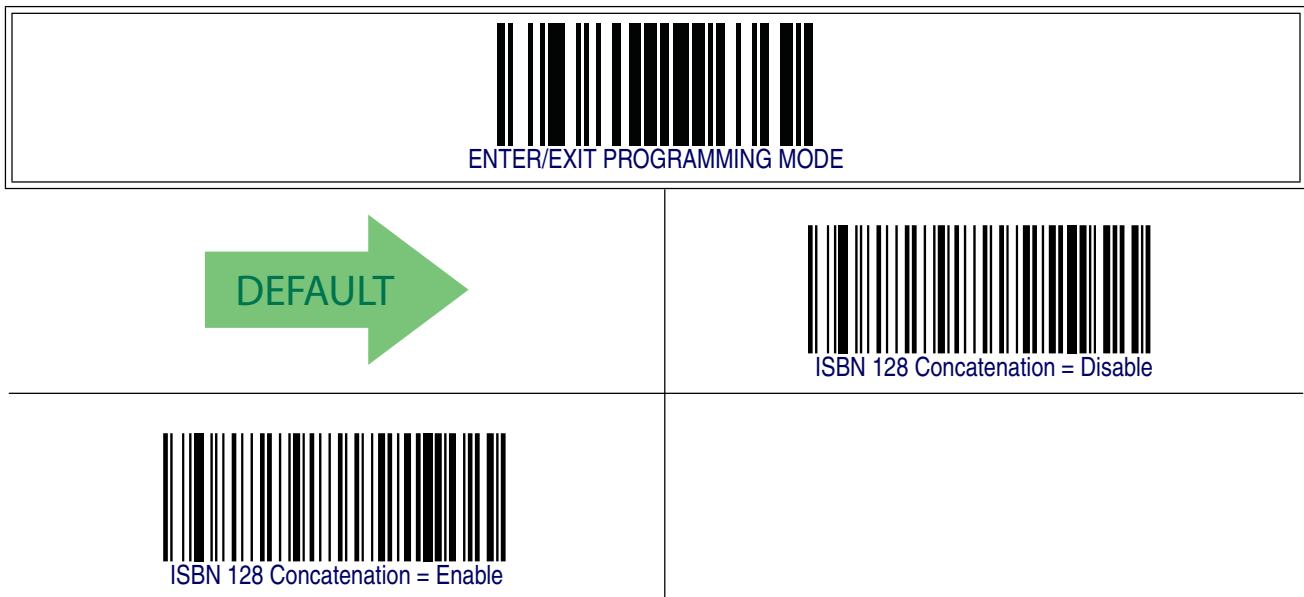 ENTER/EXIT PROGRAMMING MODE
DEFAULT
ISBN 128 Concatenation = Disable
ISBN 128 Concatenation = Enable